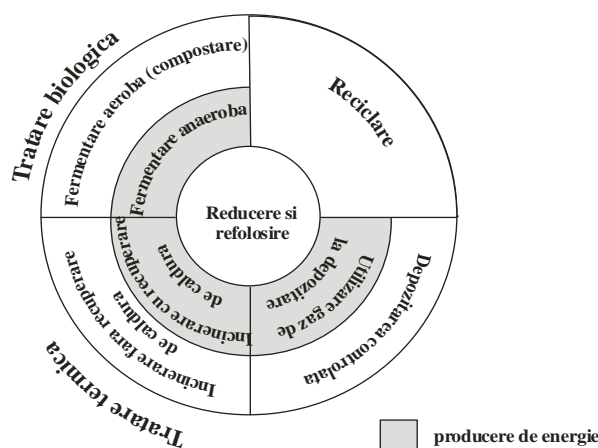 Tratare biologica
Fermentare aeroba (compostare)
Fermentare anaeroba
Reciclare
Reducere si
refolosire
Incinerare cu recuperare
de caldura
Utilizare gaz de
la depozitare
Incinerare fara recuperare
de caldura
Depozitarea controlata
Tratare termica
producere de energie